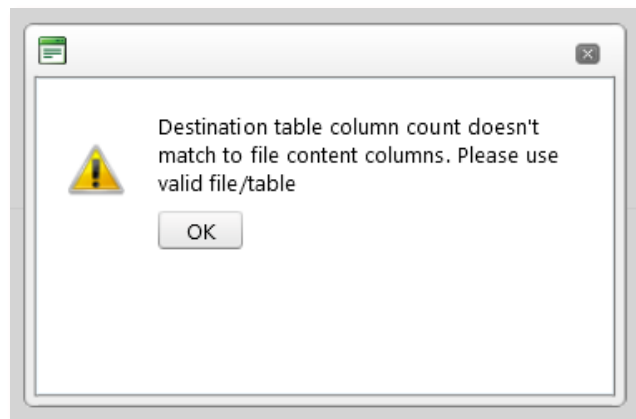 Destination table column count doesn't
match to file content columns. Please use
valid file/table
OK